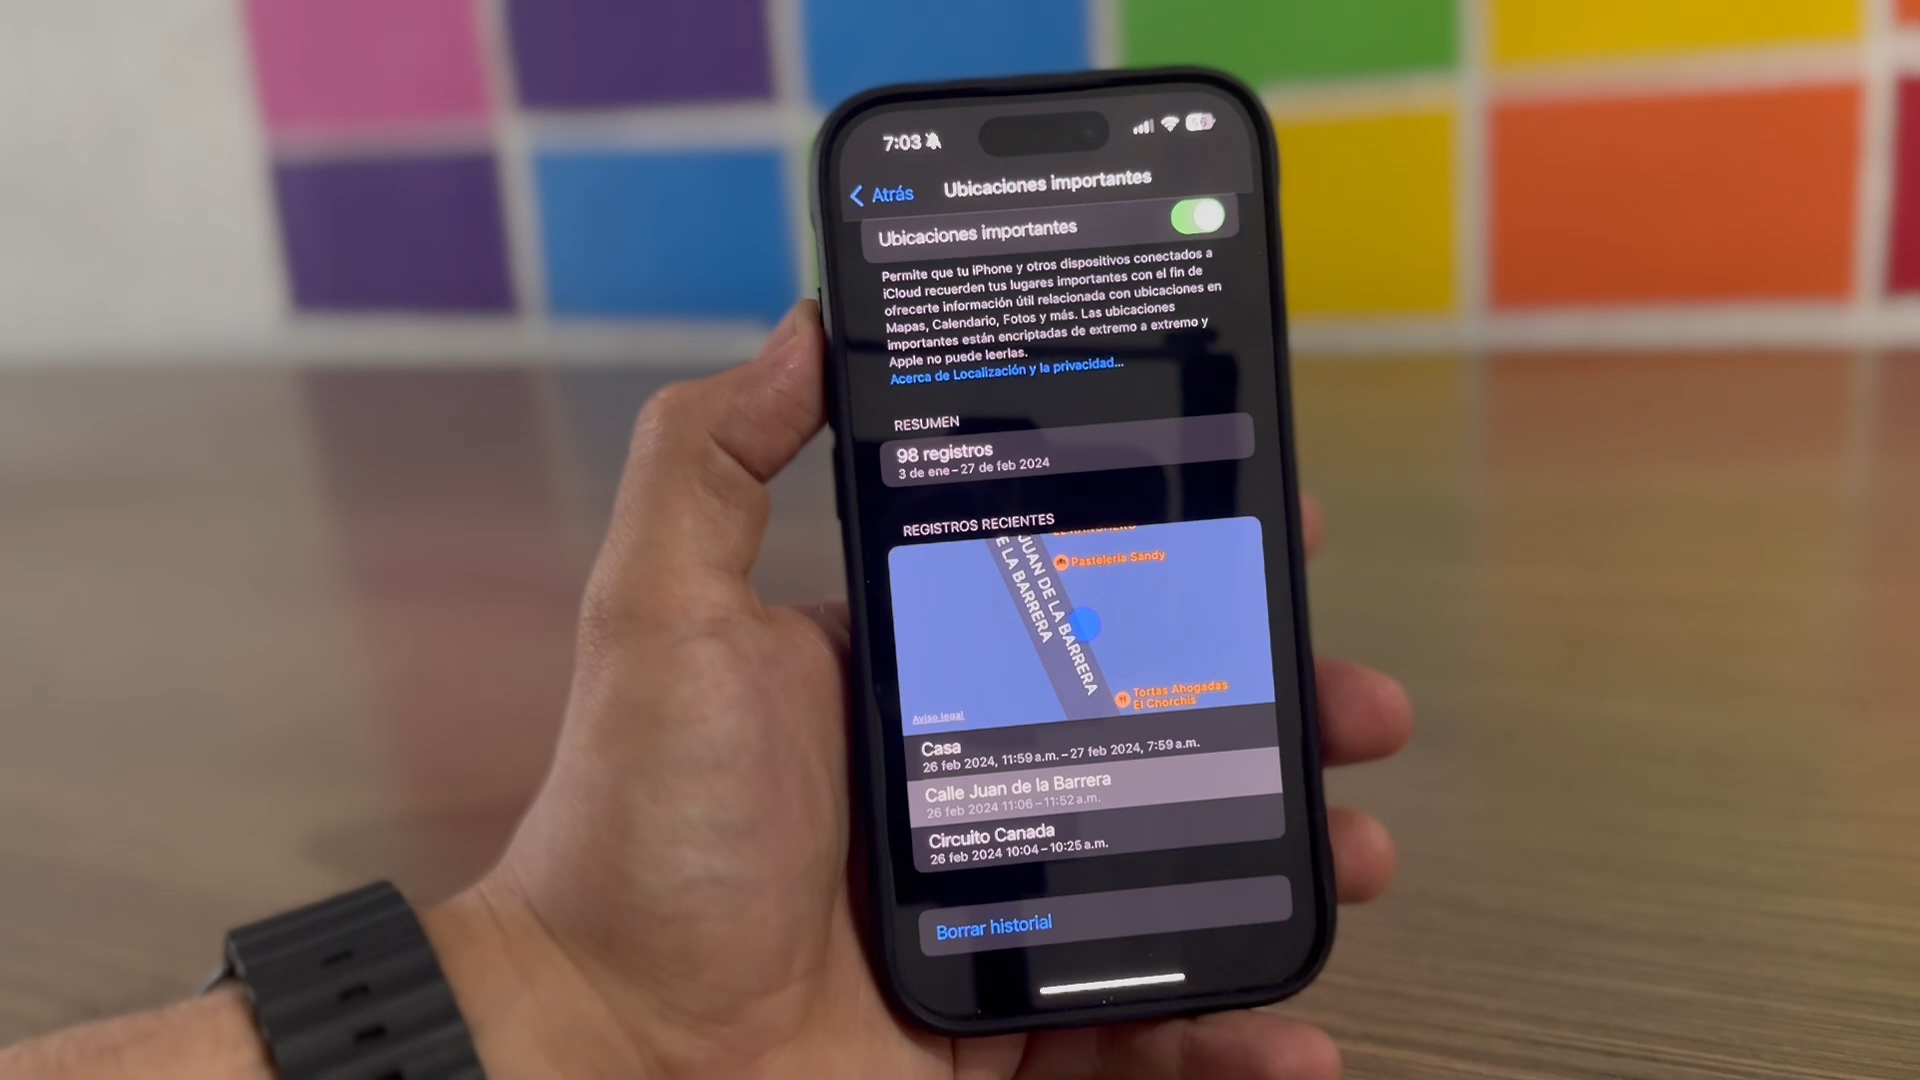 7:03
56
Atrás
Ubicaciones importantes
Ubicaciones importantes
Permite que tu iPhone y otros dispositivos conectados a
iCloud recuerden tus lugares importantes con el fin de
ofrecerte información útil relacionada con ubicaciones en
Mapas, Calendario, Fotos y más. Las ubicaciones
importantes están encriptadas de extremo a extremo y
Apple no puede leerlas.
Acerca de Localización y la privacidad...
RESUMEN
98 registros
3 de ene – 27 de feb 2024
REGISTROS RECIENTES
Pastelería Sandy
JUAN DE LA BARRERA
E LA BARRERA
Tortas Ahogadas
El Chorchis
Aviso legal
Casa
26 feb 2024, 11:59 a.m. – 27 feb 2024, 7:59 a.m.
Calle Juan de la Barrera
26 feb 2024 11:06 – 11:52 a.m.
Circuito Canada
26 feb 2024 10:04 – 10:25 a.m.
Borrar historial